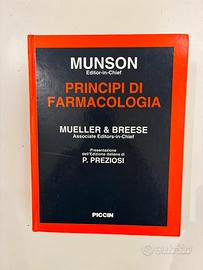 MUNSON
Editor-in-Chief
PRINCIPI DI
FARMACOLOGIA
MUELLER & BREESE
Associate Editors-in-Chief
Presentazione
dell'Edizione Italiana di
P. PREZIOSI
PICCIN
subito